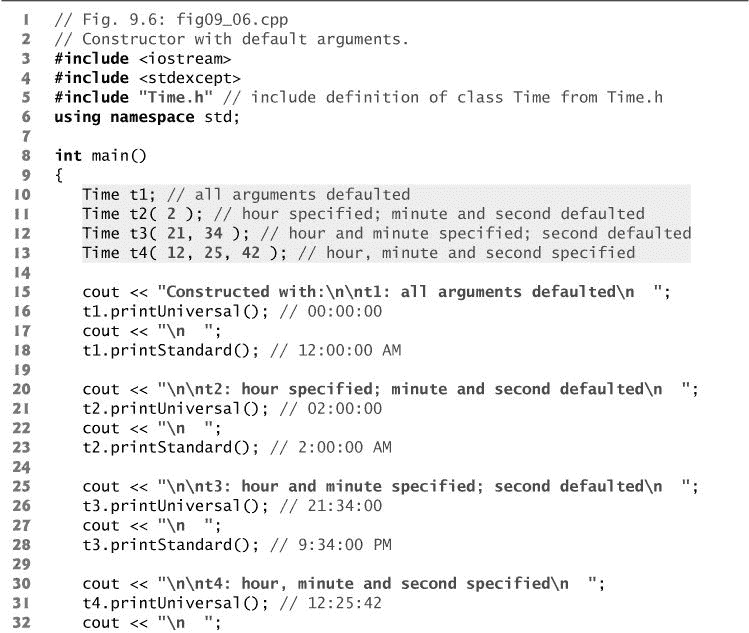 1 // Fig. 9.6: fig09_06.cpp
2 // Constructor with default arguments.
3 #include <iostream>
4 #include <stdexcept>
5 #include "Time.h" // include definition of class Time from Time.h
6 using namespace std;
7
8 int main()
9 {
10    Time t1; // all arguments defaulted
11    Time t2( 2 ); // hour specified; minute and second defaulted
12    Time t3( 21, 34 ); // hour and minute specified; second defaulted
13    Time t4( 12, 25, 42 ); // hour, minute and second specified
14
15    cout << "Constructed with:\n\nt1: all arguments defaulted\n  ";
16    t1.printUniversal(); // 00:00:00
17    cout << "\n  ";
18    t1.printStandard(); // 12:00:00 AM
19
20    cout << "\n\nt2: hour specified; minute and second defaulted\n  ";
21    t2.printUniversal(); // 02:00:00
22    cout << "\n  ";
23    t2.printStandard(); // 2:00:00 AM
24
25    cout << "\n\nt3: hour and minute specified; second defaulted\n  ";
26    t3.printUniversal(); // 21:34:00
27    cout << "\n  ";
28    t3.printStandard(); // 9:34:00 PM
29
30    cout << "\n\nt4: hour, minute and second specified\n  ";
31    t4.printUniversal(); // 12:25:42
32    cout << "\n  ";